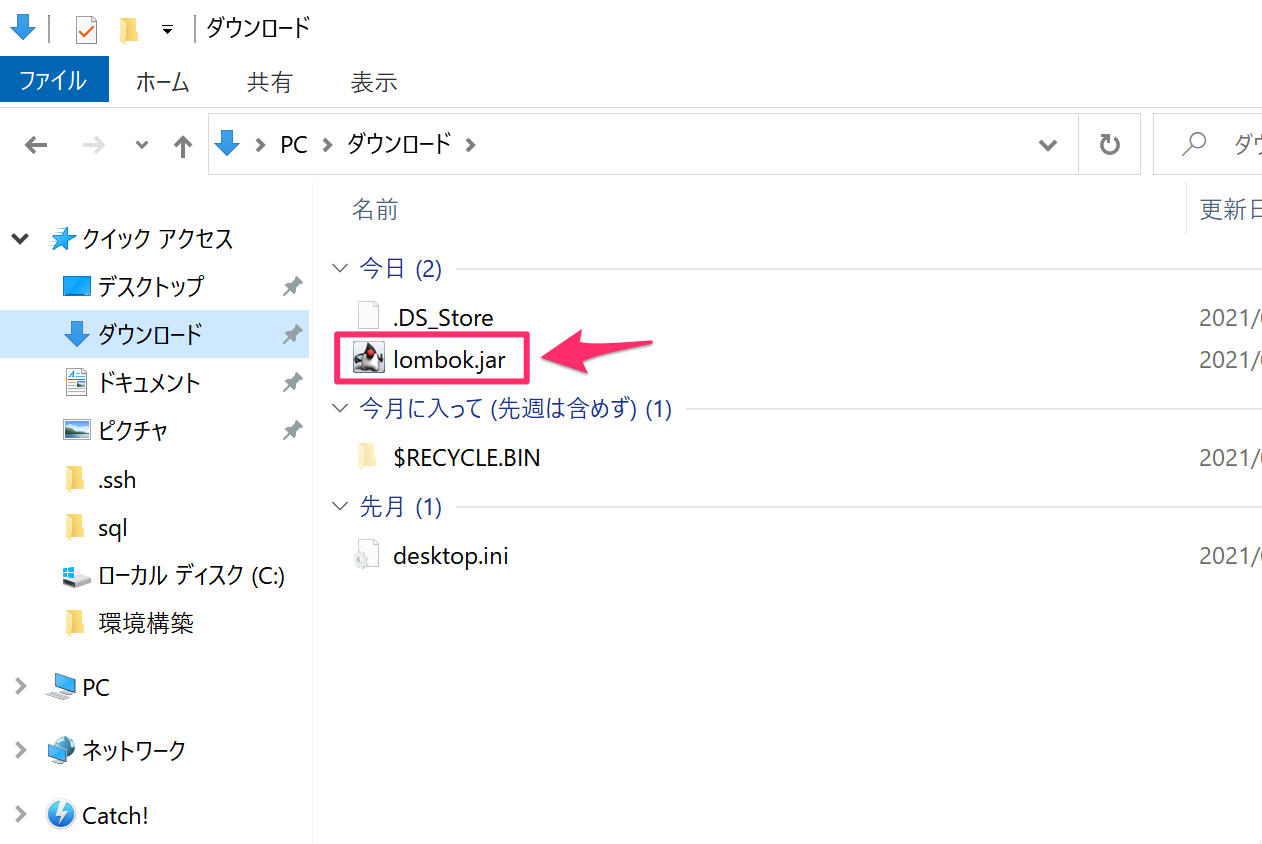 ダウンロード
ファイル ホーム 共有 表示
PC ダウンロード
名前 更新日
クイック アクセス
デスクトップ
ダウンロード
ドキュメント
ピクチャ
.ssh
sql
ローカル ディスク (C:)
環境構築
PC
ネットワーク
Catch!
今日 (2)
.DS_Store 2021/
lombok.jar 2021/
今月に入って (先週は含めず) (1)
$RECYCLE.BIN 2021/
先月 (1)
desktop.ini 2021/